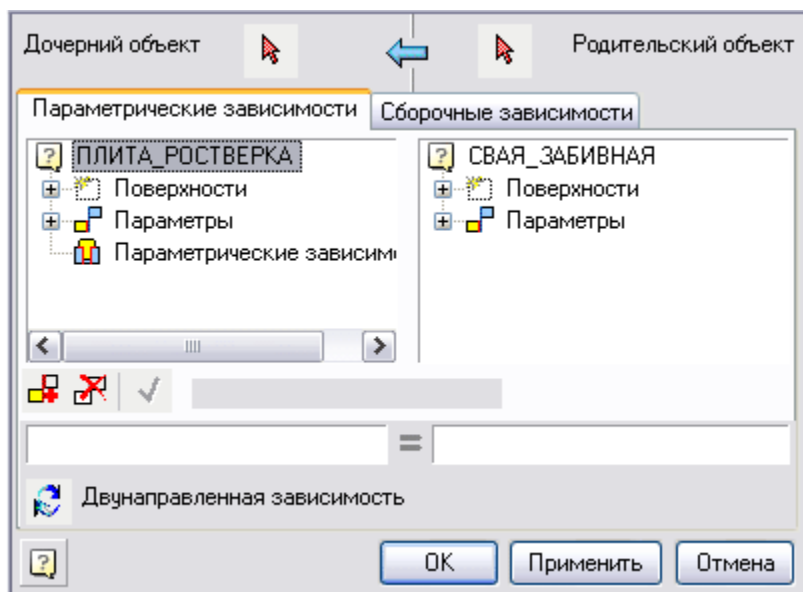 Дочерний объект
Родительский объект
Параметрические зависимости
Сборочные зависимости
ПЛИТА_РОСТВЕРКА
Поверхности
Параметры
Параметрические зависим
СВАЯ_ЗАБИВНАЯ
Поверхности
Параметры
=
Двунаправленная зависимость
OK
Применить
Отмена